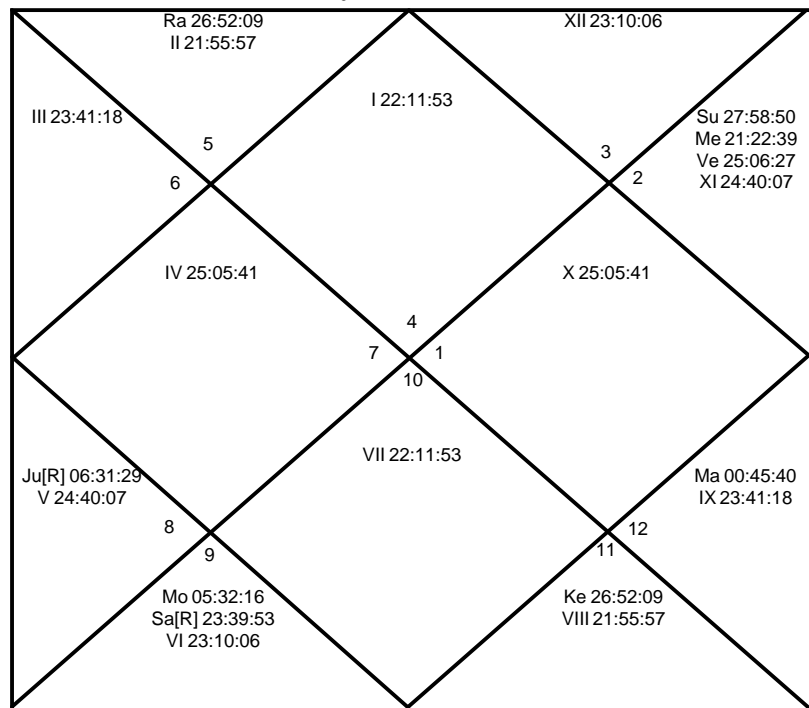 Ra 26:52:09
II 21:55:57
XII 23:10:06
I 22:11:53
III 23:41:18
Su 27:58:50
Me 21:22:39
Ve 25:06:27
XI 24:40:07
5
3
6
2
IV 25:05:41
X 25:05:41
4
7
1
10
VII 22:11:53
Ju[R] 06:31:29
V 24:40:07
Ma 00:45:40
IX 23:41:18
8
12
9
11
Mo 05:32:16
Sa[R] 23:39:53
VI 23:10:06
Ke 26:52:09
VIII 21:55:57